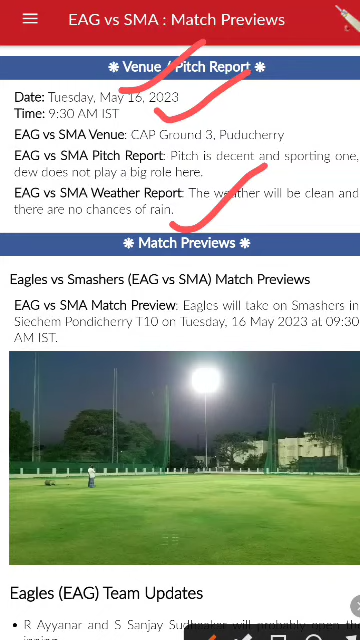 EAG vs SMA : Match Previews
❋ Venue / Pitch Report ❋
Date: Tuesday, May 16, 2023
Time: 9:30 AM IST
EAG vs SMA Venue: CAP Ground 3, Puducherry
EAG vs SMA Pitch Report: Pitch is decent and sporting one,
dew does not play a big role here.
EAG vs SMA Weather Report: The weather will be clean and
there are no chances of rain.
❋ Match Previews ❋
Eagles vs Smashers (EAG vs SMA) Match Previews
EAG vs SMA Match Preview: Eagles will take on Smashers in
Siechem Pondicherry T10 on Tuesday, 16 May 2023 at 09:30
AM IST.
Eagles (EAG) Team Updates
• R Ayyanar and S Sanjay Sudhaakar will probably open the